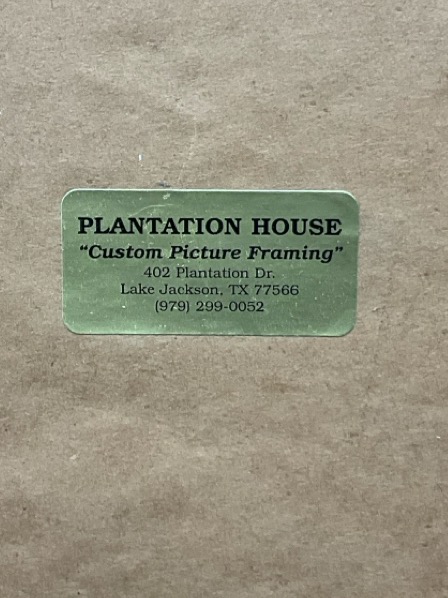 PLANTATION HOUSE
“Custom Picture Framing”
402 Plantation Dr.
Lake Jackson, TX 77566
(979) 299-0052